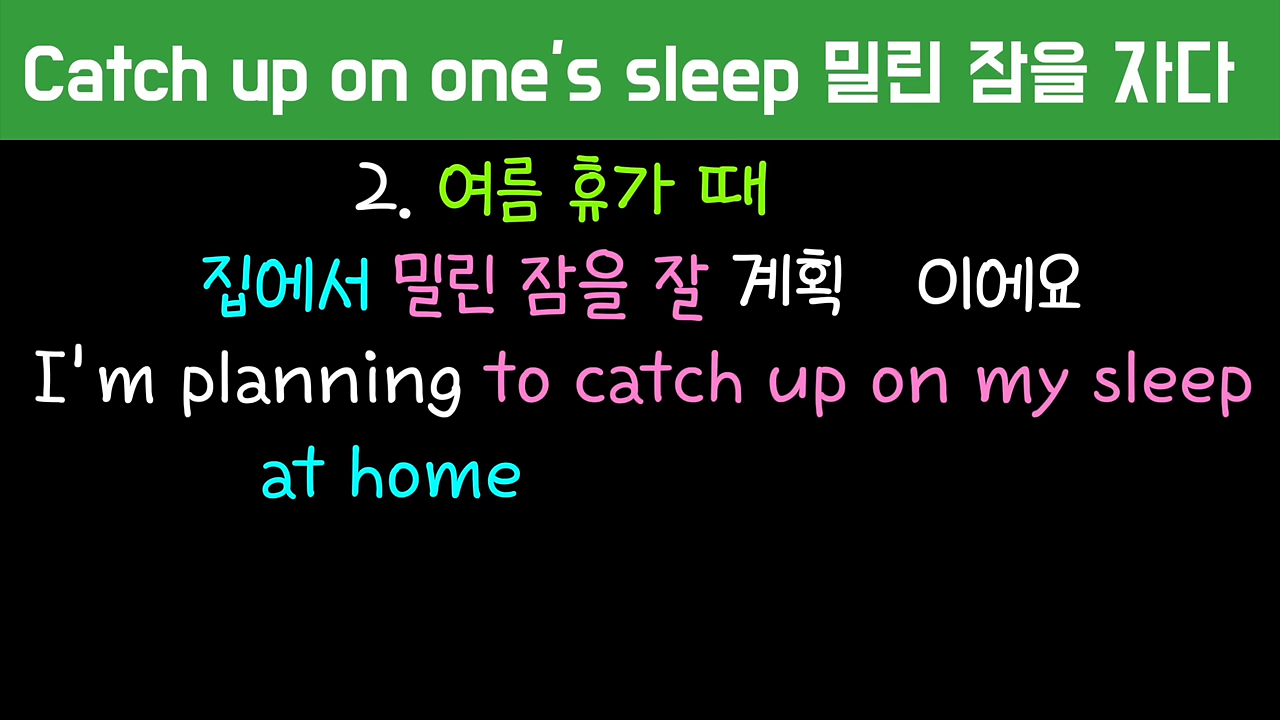 Catch up on one's sleep 밀린 잠을 자다
2. 여름 휴가 때
집에서 밀린 잠을 잘 계획 이에요
I'm planning to catch up on my sleep
at home